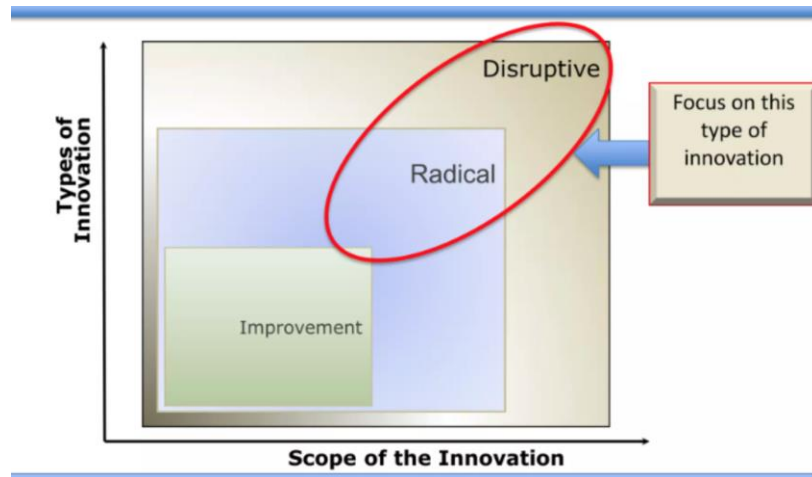 Types of
Innovation
Disruptive
Radical
Improvement
Focus on this
type of
innovation
Scope of the Innovation